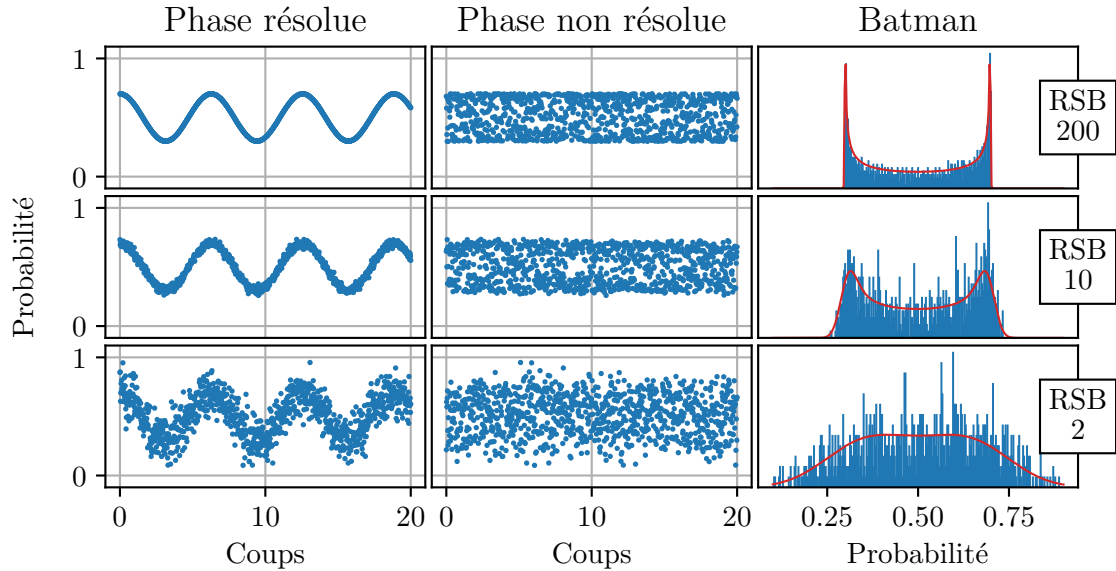 Phase résolue
Phase non résolue
Batman
1
0
RSB
200
Probabilité
1
0
RSB
10
1
0
RSB
2
0
10
20
0
10
20
0.25
0.50
0.75
Coups
Coups
Probabilité